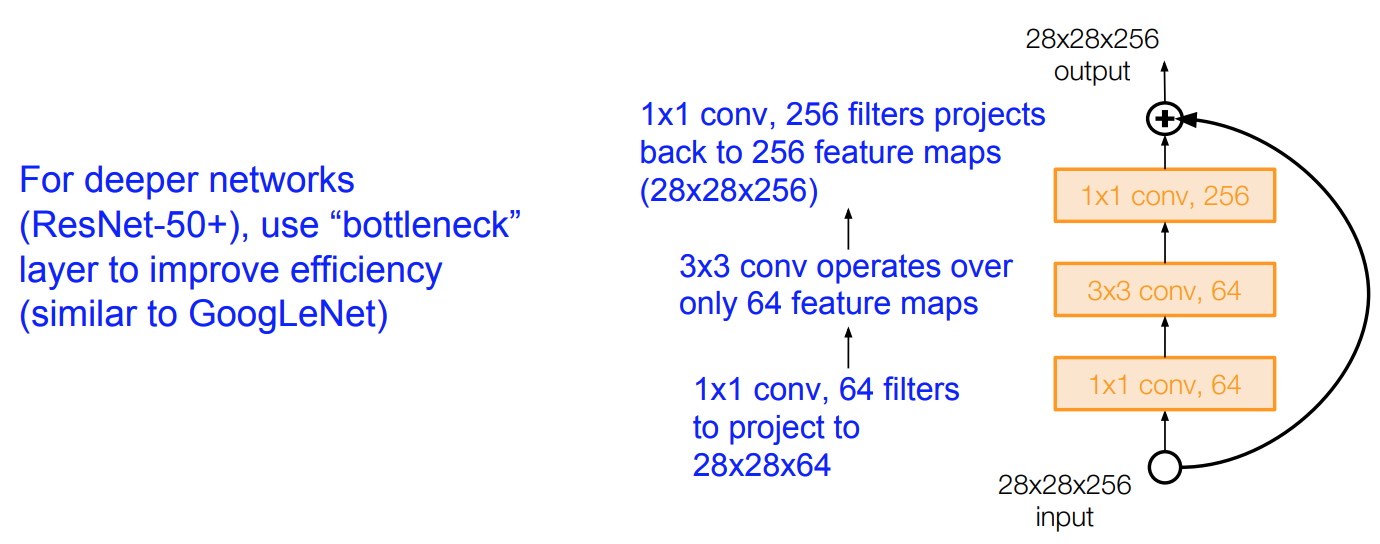 For deeper networks
(ResNet-50+), use “bottleneck”
layer to improve efficiency
(similar to GoogLeNet)
1x1 conv, 256 filters projects
back to 256 feature maps
(28x28x256)
3x3 conv operates over
only 64 feature maps
1x1 conv, 64 filters
to project to
28x28x64
28x28x256
output
1x1 conv, 256
3x3 conv, 64
1x1 conv, 64
28x28x256
input